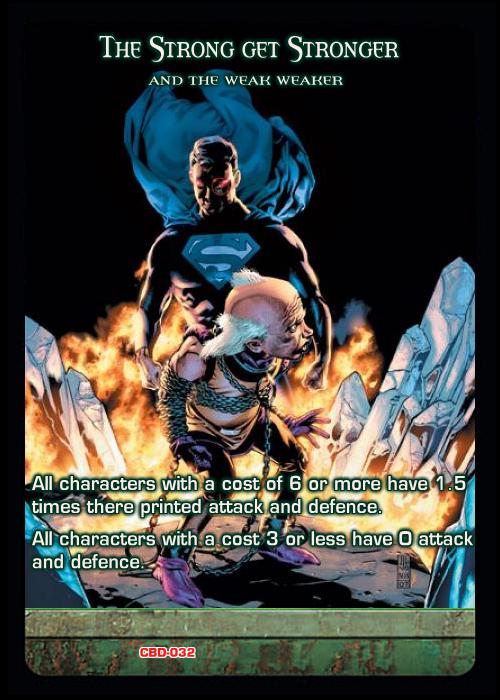 The Strong get Stronger
and the weak weaker
All characters with a cost of 6 or more have 1.5
times there printed attack and defence.
All characters with a cost 3 or less have 0 attack
and defence.
CBD-032